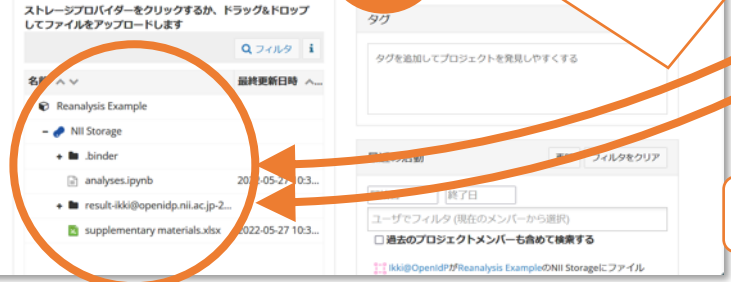 ストレージプロバイダーをクリックするか、ドラッグ&ドロップ
してファイルをアップロードします
フィルタ
名前
最終更新日時
Reanalysis Example
NII Storage
.binder
analyses.ipynb
2022-05-27 10:3...
result-ikki@openidp.nii.ac.jp-2...
supplementary materials.xlsx
2022-05-27 10:3...
タグ
タグを追加してプロジェクトを発見しやすくする
フィルタをクリア
終了日
ユーザでフィルタ (現在のメンバーから選択)
過去のプロジェクトメンバーも含めて検索する
Ikki@OpenIdPがReanalysis ExampleのNII Storageにファイル